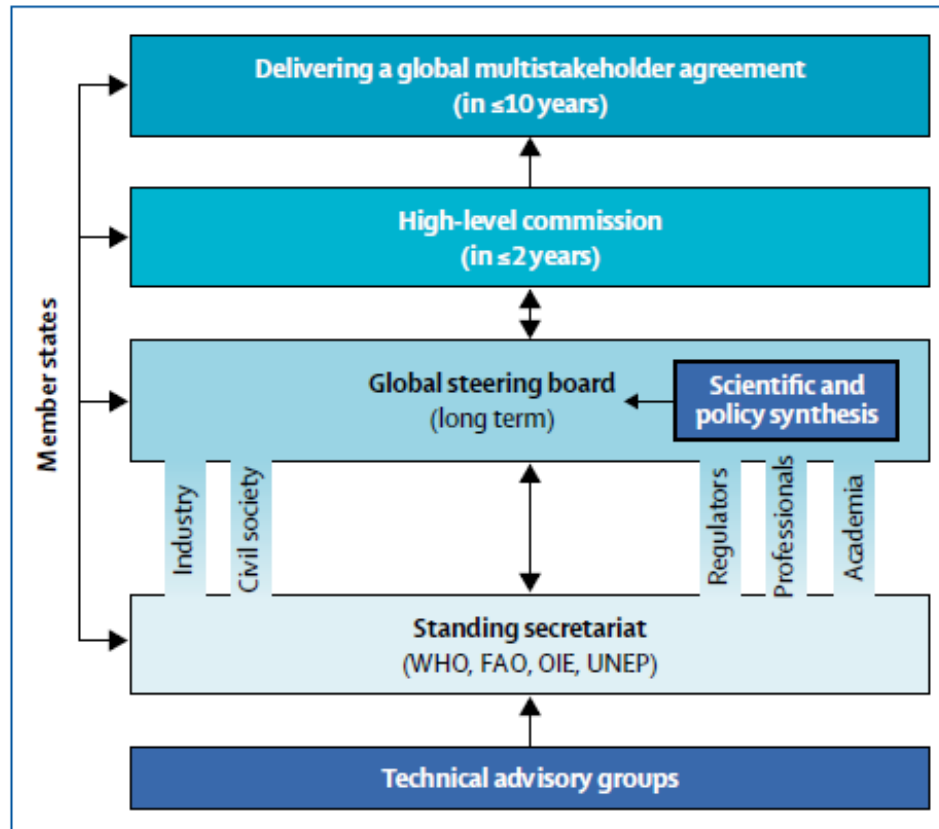 Delivering a global multistakeholder agreement
(in ≤10 years)
High-level commission
(in ≤2 years)
Member states
Global steering board
(long term)
Scientific and
policy synthesis
Industry
Civil society
Regulators
Professionals
Academia
Standing secretariat
(WHO, FAO, OIE, UNEP)
Technical advisory groups